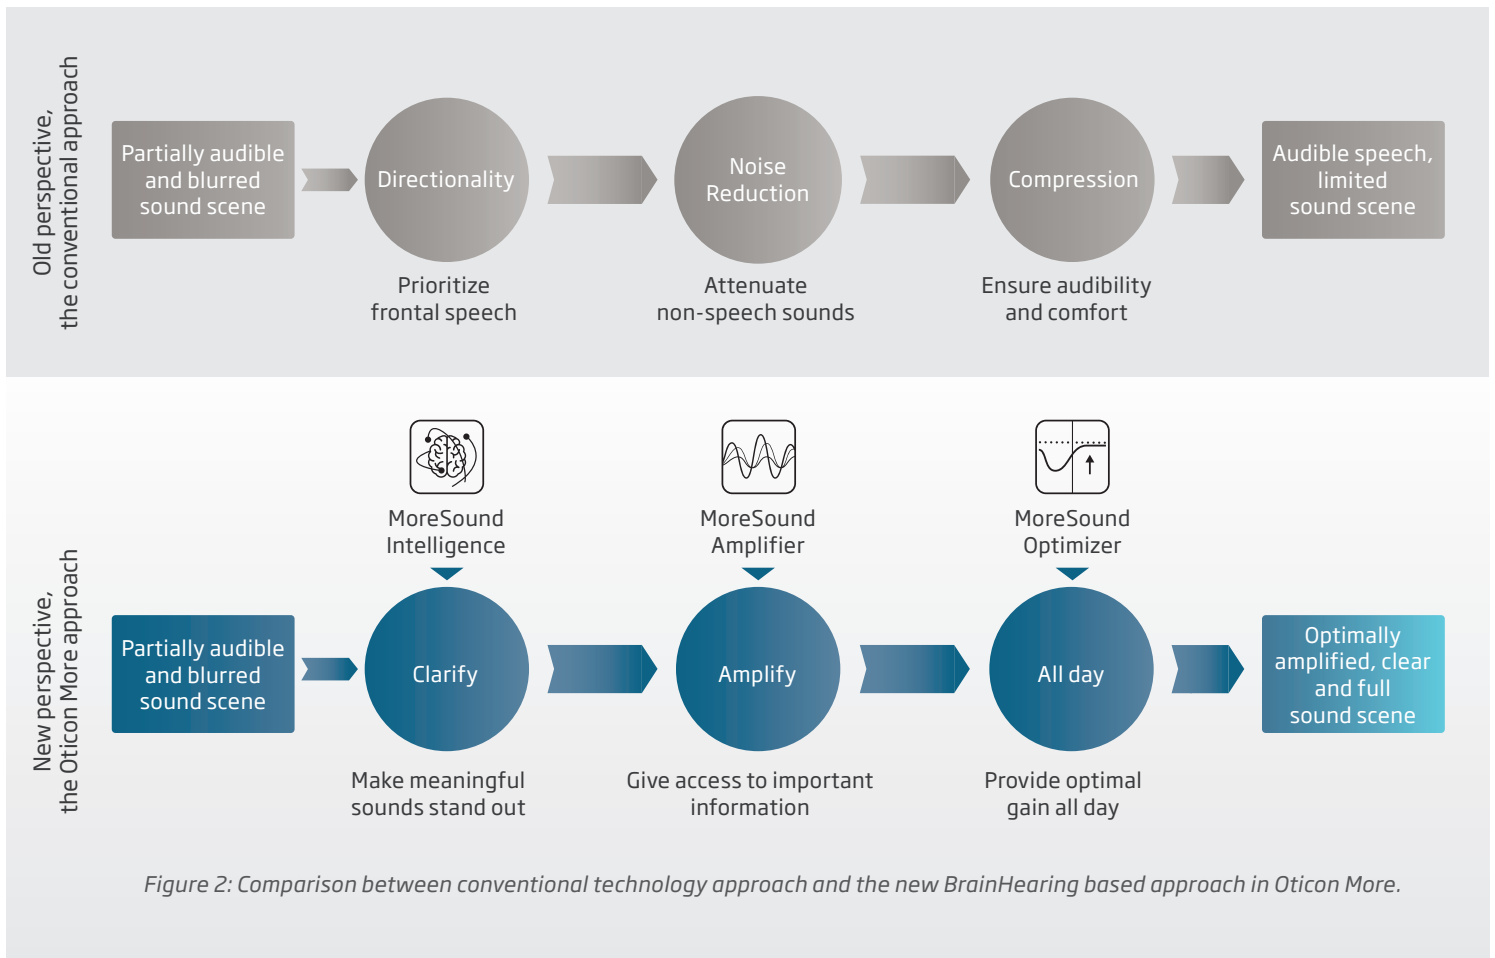 Old perspective,
the conventional approach
Partially audible
and blurred
sound scene
Directionality
Prioritize
frontal speech
Noise
Reduction
Attenuate
non-speech sounds
Compression
Ensure audibility
and comfort
Audible speech,
limited
sound scene
New perspective,
the Oticon More approach
Partially audible
and blurred
sound scene
MoreSound
Intelligence
Clarify
Make meaningful
sounds stand out
MoreSound
Amplifier
Amplify
Give access to important
information
MoreSound
Optimizer
All day
Provide optimal
gain all day
Optimally
amplified, clear
and full
sound scene
Figure 2: Comparison between conventional technology approach and the new BrainHearing based approach in Oticon More.